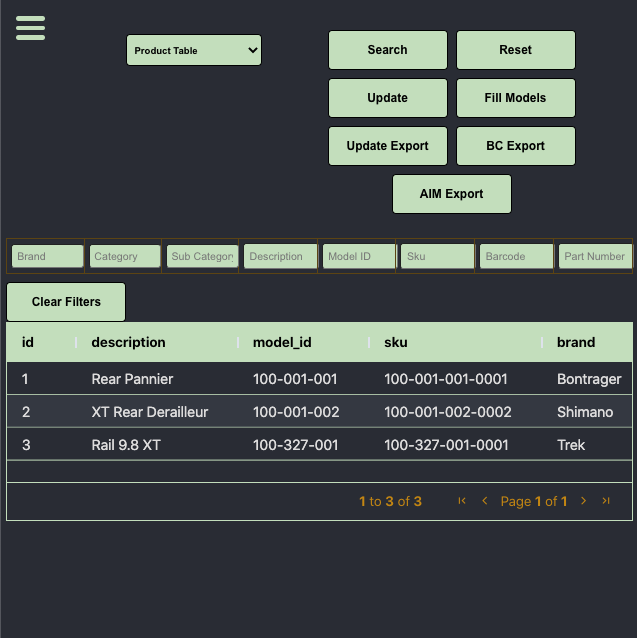 Product Table
Search Reset
Update Fill Models
Update Export BC Export
AIM Export
Brand Category Sub Category Description Model ID Sku Barcode Part Number
Clear Filters
id description model_id sku brand
1 Rear Pannier 100-001-001 100-001-001-0001 Bontrager
2 XT Rear Derailleur 100-001-002 100-001-002-0002 Shimano
3 Rail 9.8 XT 100-327-001 100-327-001-0001 Trek
1 to 3 of 3 Page 1 of 1